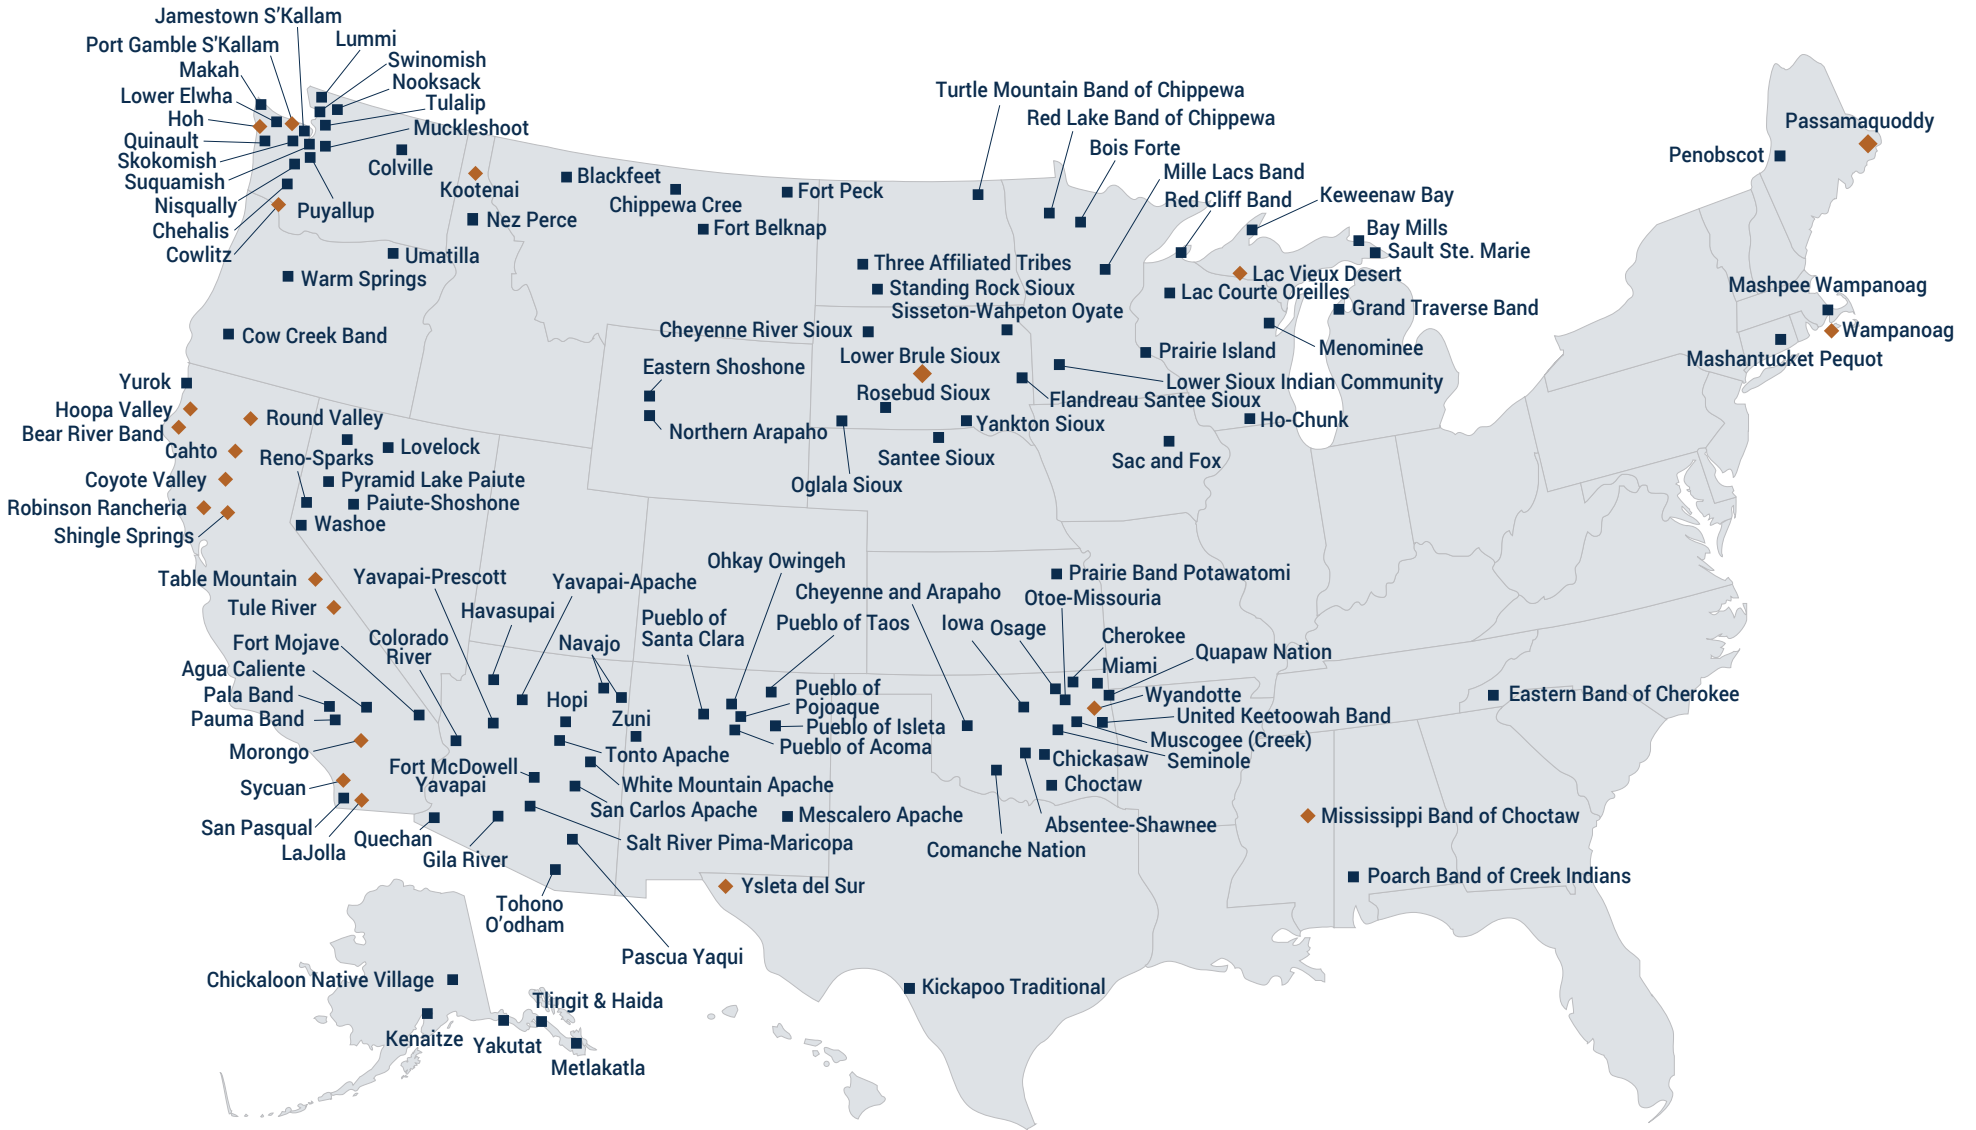 Jamestown S'Kallam
Port Gamble S'Kallam
Lummi
Makah
Swinomish
Nooksack
Lower Elwha
Tulalip
Hoh
Muckleshoot
Quinault
Skokomish
Suquamish
Nisqually
Puyallup
Chehalis
Cowlitz
Colville
Kootenai
Nez Perce
Umatilla
Warm Springs
Cow Creek Band
Blackfeet
Chippewa Cree
Fort Peck
Fort Belknap
Turtle Mountain Band of Chippewa
Red Lake Band of Chippewa
Bois Forte
Mille Lacs Band
Red Cliff Band
Keweenaw Bay
Bay Mills
Sault Ste. Marie
Lac Vieux Desert
Lac Courte Oreilles
Grand Traverse Band
Menominee
Three Affiliated Tribes
Standing Rock Sioux
Sisseton-Wahpeton Oyate
Cheyenne River Sioux
Lower Brule Sioux
Rosebud Sioux
Prairie Island
Lower Sioux Indian Community
Flandreau Santee Sioux
Yankton Sioux
Santee Sioux
Oglala Sioux
Ho-Chunk
Sac and Fox
Eastern Shoshone
Northern Arapaho
Passamaquoddy
Penobscot
Mashpee Wampanoag
Wampanoag
Mashantucket Pequot
Yurok
Hoopa Valley
Bear River Band
Round Valley
Cahto
Coyote Valley
Robinson Rancheria
Shingle Springs
Lovelock
Reno-Sparks
Pyramid Lake Paiute
Paiute-Shoshone
Washoe
Table Mountain
Tule River
Yavapai-Prescott
Yavapai-Apache
Havasupai
Fort Mojave
Colorado
River
Agua Caliente
Pala Band
Pauma Band
Morongo
Sycuan
San Pasqual
LaJolla
Quechan
Gila River
Navajo
Hopi
Zuni
Tonto Apache
Fort McDowell
Yavapai
White Mountain Apache
San Carlos Apache
Salt River Pima-Maricopa
Tohono
O'odham
Pascua Yaqui
Ohkay Owingeh
Pueblo of
Santa Clara
Pueblo of Taos
Pueblo of
Pojoaque
Pueblo of Isleta
Pueblo of Acoma
Mescalero Apache
Ysleta del Sur
Kickapoo Traditional
Prairie Band Potawatomi
Cheyenne and Arapaho
Otoe-Missouria
Iowa
Osage
Cherokee
Miami
Quapaw Nation
Wyandotte
United Keetoowah Band
Muscogee (Creek)
Seminole
Chickasaw
Choctaw
Absentee-Shawnee
Comanche Nation
Eastern Band of Cherokee
Mississippi Band of Choctaw
Poarch Band of Creek Indians
Chickaloon Native Village
Kenaitze
Yakutat
Tlingit & Haida
Metlakatla